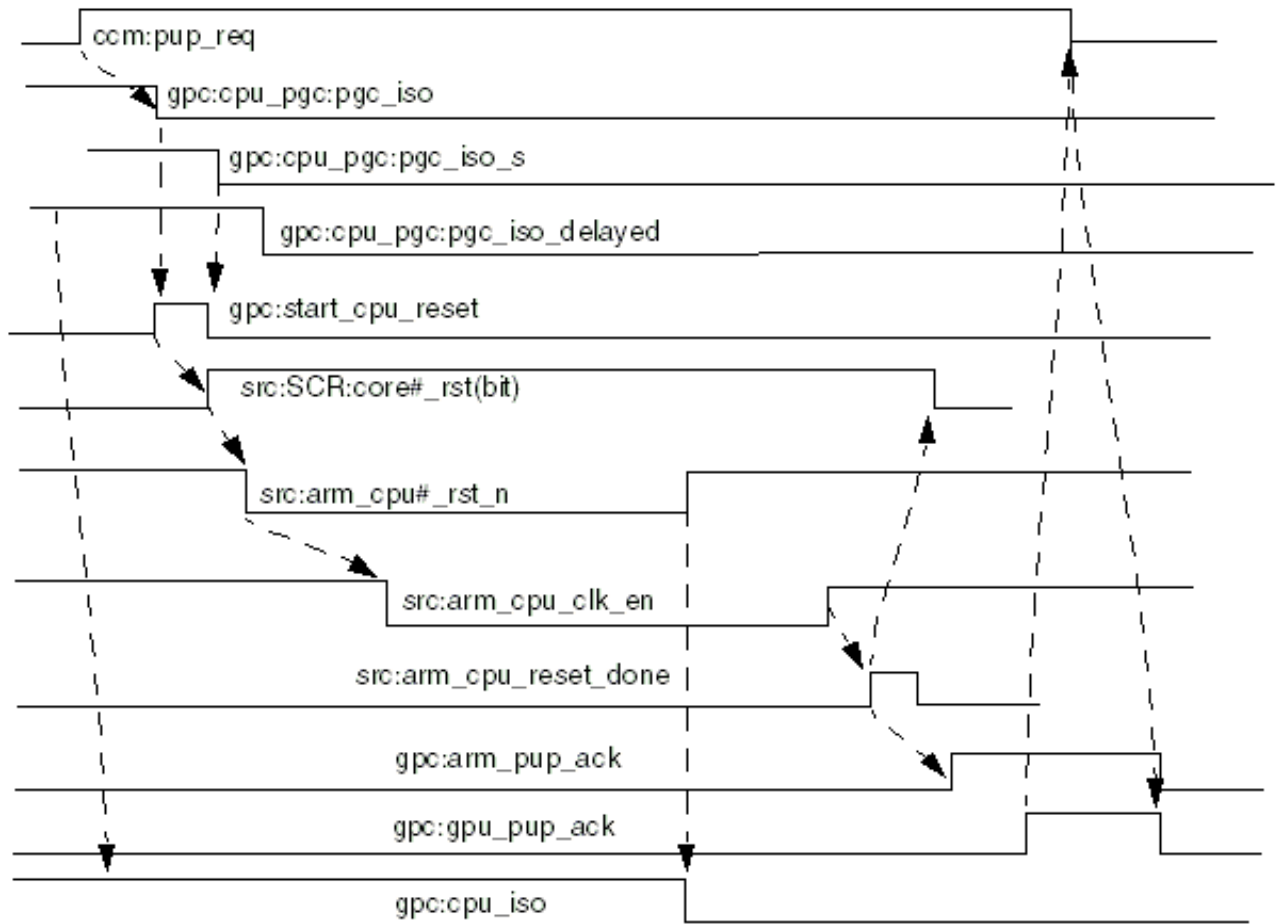 ccm:pup_req
gpc:cpu_pgc:pgc_iso
gpc:cpu_pgc:pgc_iso_s
gpc:cpu_pgc:pgc_iso_delayed
gpc:start_cpu_reset
src:SCR:core#_rst(bit)
src:arm_cpu#_rst_n
src:arm_cpu_clk_en
src:arm_cpu_reset_done
gpc:arm_pup_ack
gpc:gpu_pup_ack
gpc:cpu_iso